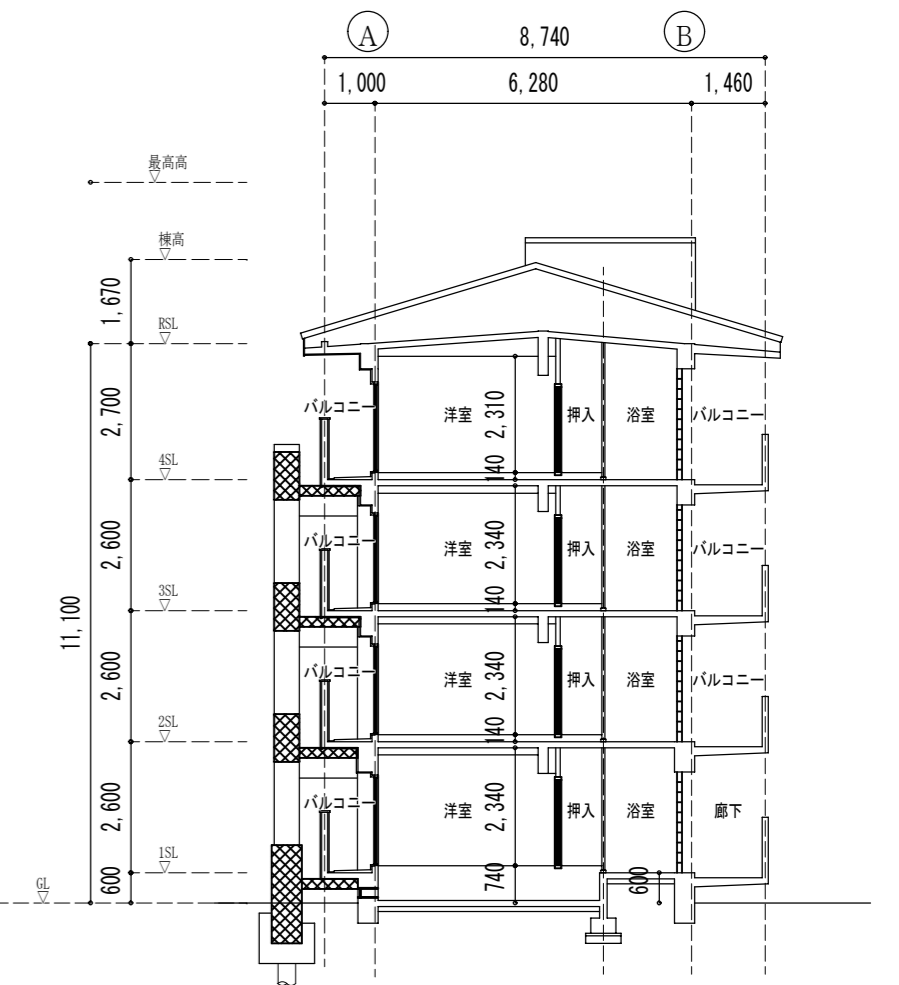 A
B
8,740
1,000
6,280
1,460
最高高
棟高
1,670
RSL
バルコニー
洋室
2,310
押入
浴室
バルコニー
2,700
140
4SL
バルコニー
洋室
2,340
押入
浴室
バルコニー
2,600
140
3SL
11,100
バルコニー
洋室
2,340
押入
浴室
バルコニー
2,600
140
2SL
バルコニー
洋室
2,340
押入
浴室
廊下
2,600
1SL
600
740
600
GL